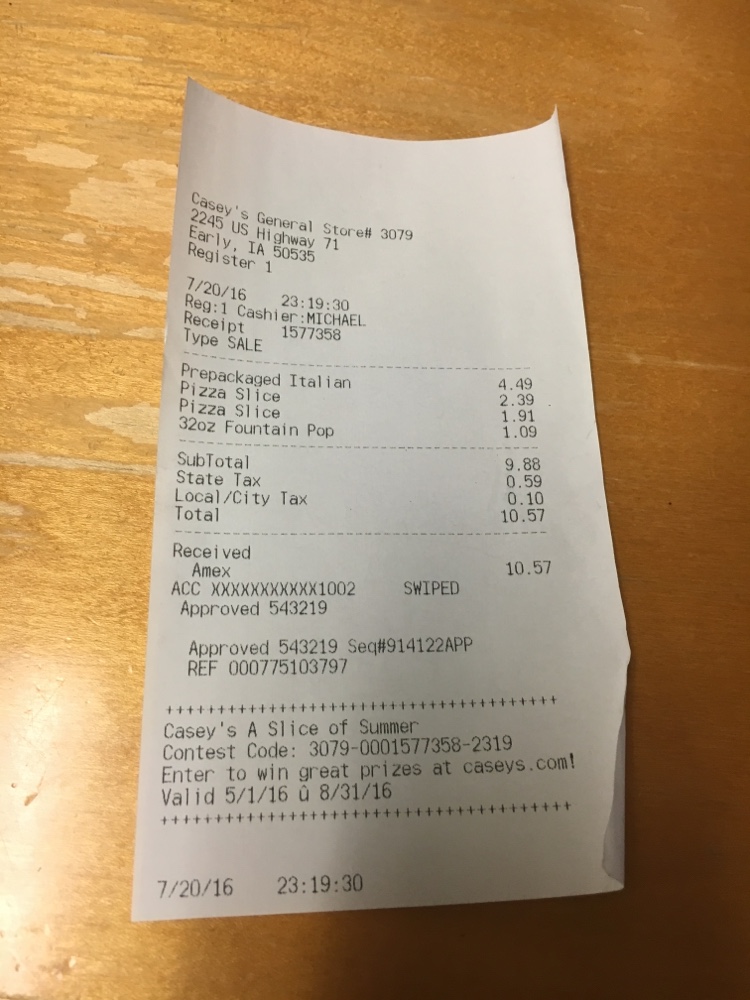 Casey's General Store# 3079
2245 US Highway 71
Early, IA 50535
Register 1
7/20/16 23:19:30
Reg:1 Cashier:MICHAEL
Receipt 1577358
Type SALE
Prepackaged Italian 4.49
Pizza Slice 2.39
Pizza Slice 1.91
32oz Fountain Pop 1.09
SubTotal 9.88
State Tax 0.59
Local/City Tax 0.10
Total 10.57
Received
Amex 10.57
ACC XXXXXXXXXXX1002 SWIPED
Approved 543219
Approved 543219 Seq#914122APP
REF 000775103797
++++++++++++++++++++++++++++++++++++++
Casey's A Slice of Summer
Contest Code: 3079-0001577358-2319
Enter to win great prizes at caseys.com!
Valid 5/1/16 û 8/31/16
++++++++++++++++++++++++++++++++++++++
7/20/16 23:19:30